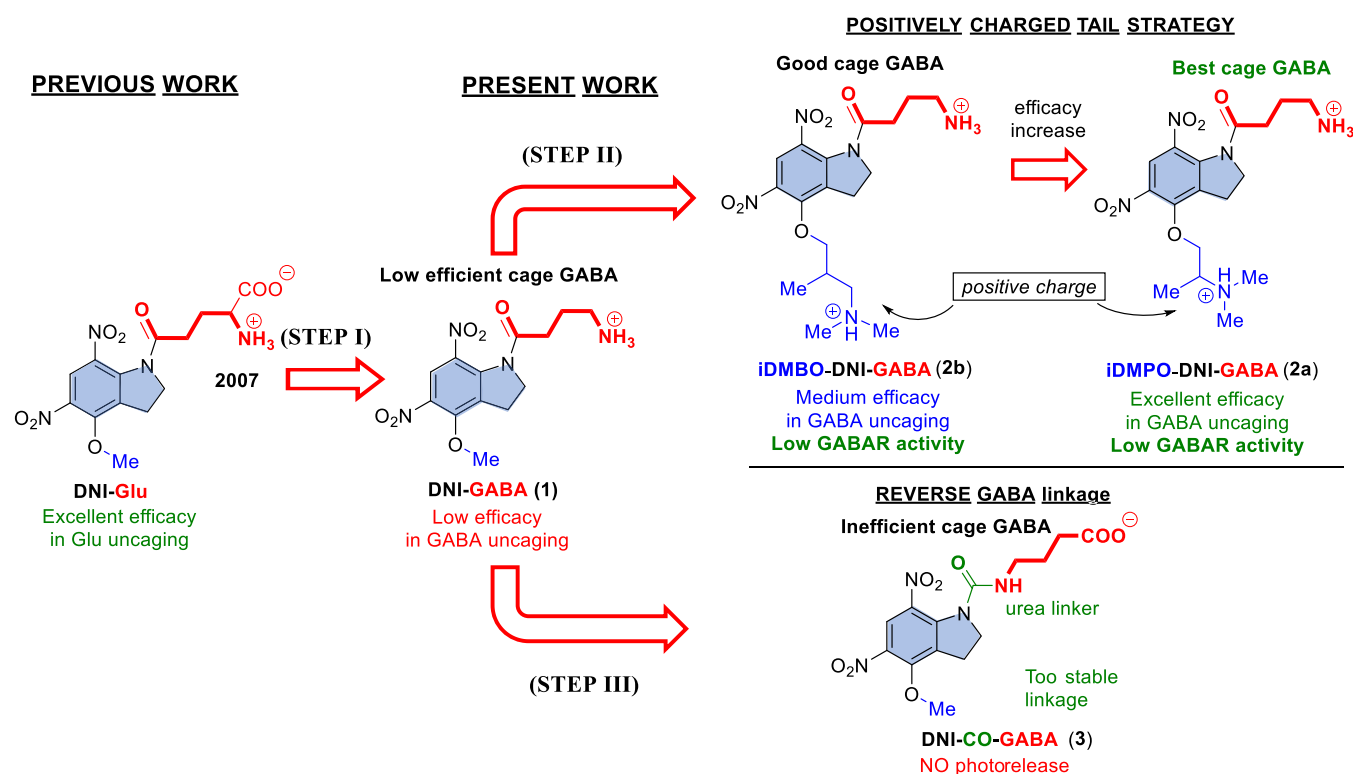 PREVIOUS WORK
COO⊖
O
⊕
NH3
NO2
N
O2N
O
Me
2007
DNI-Glu
Excellent efficacy
in Glu uncaging
(STEP I)
PRESENT WORK
(STEP II)
Low efficient cage GABA
O
⊕
NH3
NO2
N
O2N
O
Me
DNI-GABA (1)
Low efficacy
in GABA uncaging
(STEP III)
POSITIVELY CHARGED TAIL STRATEGY
Good cage GABA
O
⊕
NH3
NO2
N
O2N
O
Me
⊕
N
H
Me
Me
iDMBO-DNI-GABA (2b)
Medium efficacy
in GABA uncaging
Low GABAR activity
efficacy
increase
positive charge
Best cage GABA
O
⊕
NH3
NO2
N
O2N
O
Me
H
N
⊕
Me
Me
iDMPO-DNI-GABA (2a)
Excellent efficacy
in GABA uncaging
Low GABAR activity
REVERSE GABA linkage
Inefficient cage GABA
COO⊖
O
NH
NO2
N
urea linker
O2N
O
Me
Too stable
linkage
DNI-CO-GABA (3)
NO photorelease